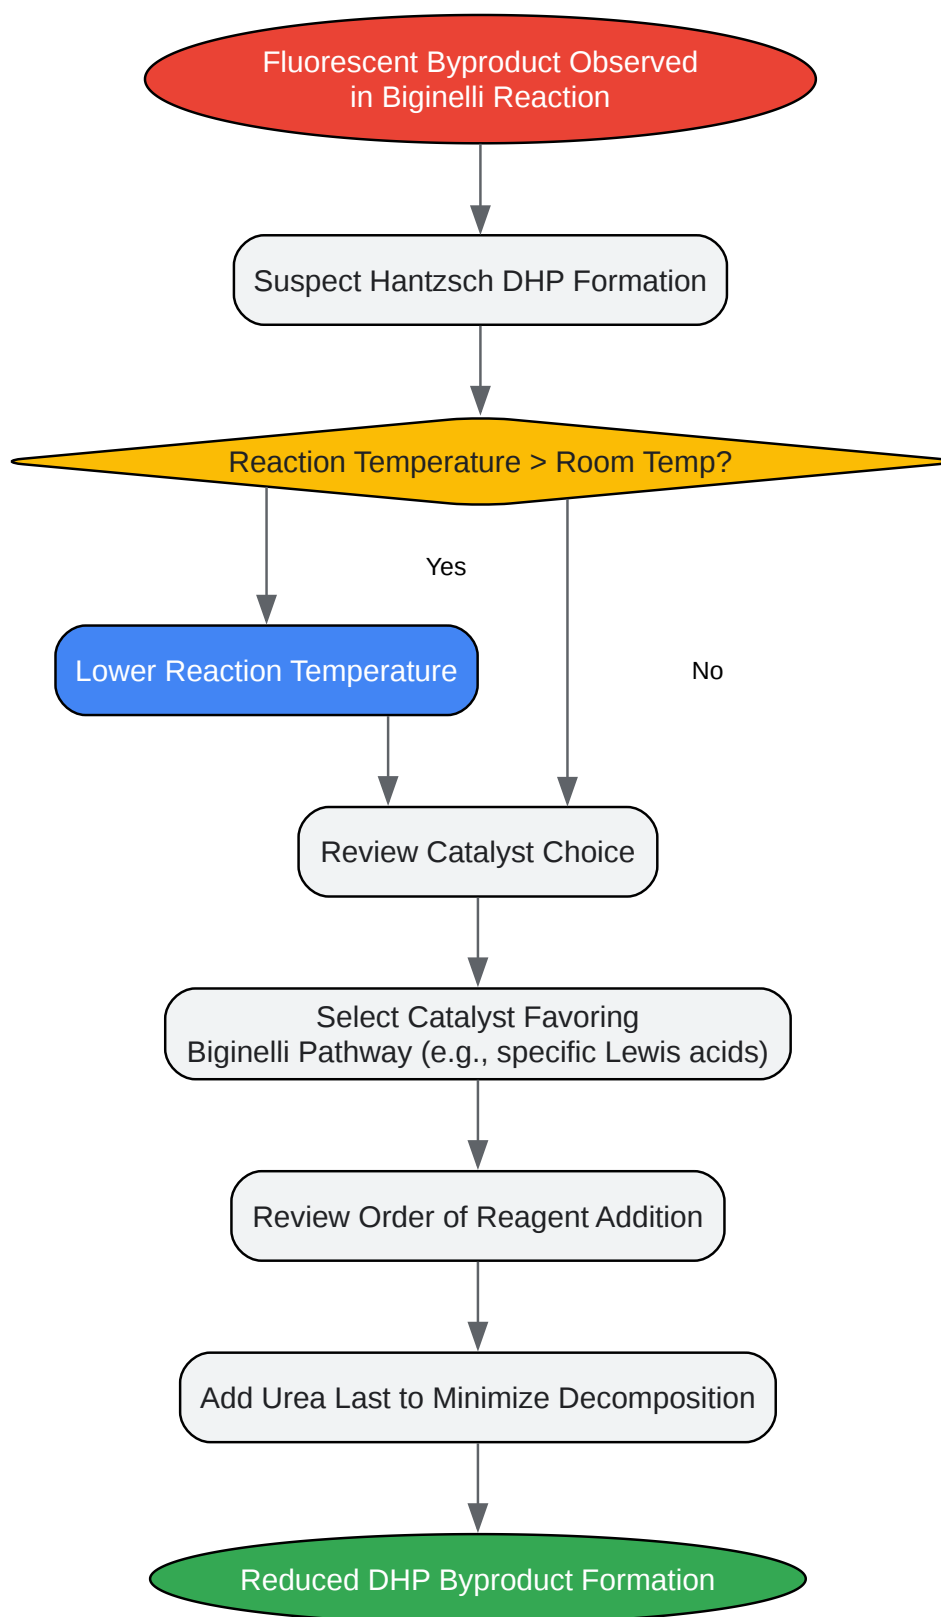 Fluorescent Byproduct Observed
in Biginelli Reaction
Suspect Hantzsch DHP Formation
Reaction Temperature > Room Temp?
Yes
Lower Reaction Temperature
No
Review Catalyst Choice
Select Catalyst Favoring
Biginelli Pathway (e.g., specific Lewis acids)
Review Order of Reagent Addition
Add Urea Last to Minimize Decomposition
Reduced DHP Byproduct Formation